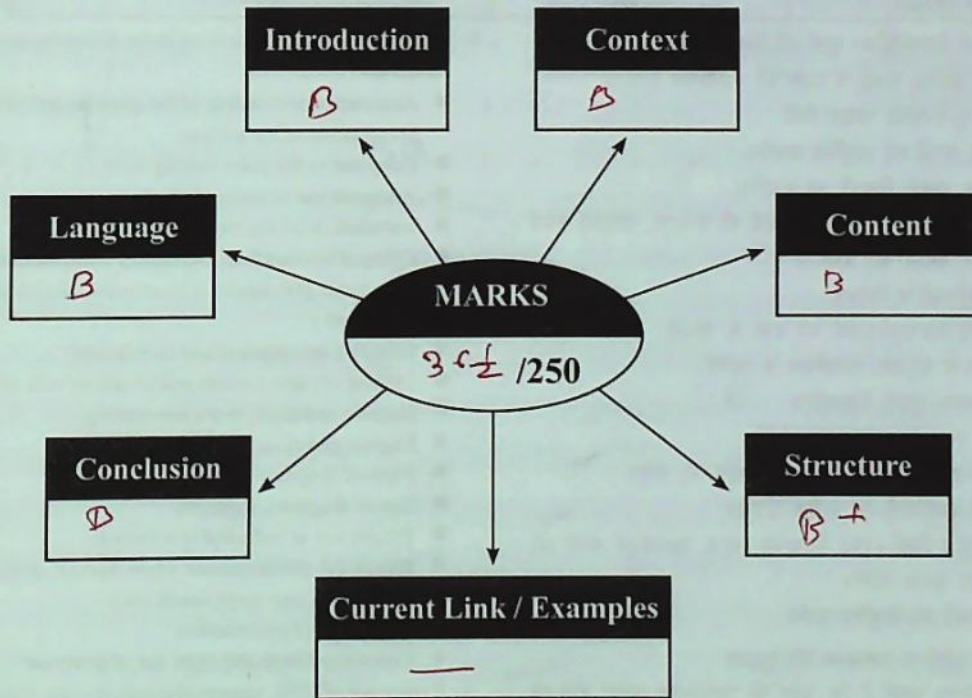 Introduction
B
Context
B
Language
B
Content
B
MARKS
/250
Conclusion
B
Structure
B+
Current Link / Examples
—